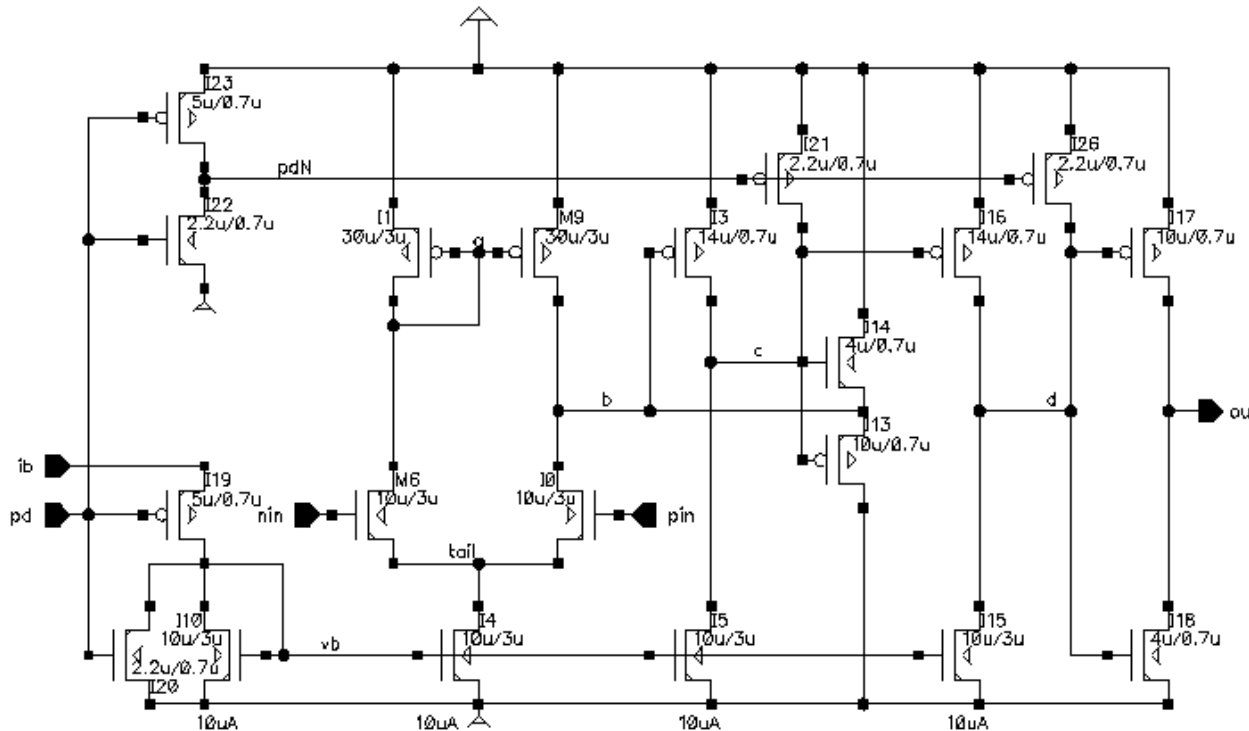 I23
5u/0.7u
pdN
I21
2.2u/0.7u
I26
2.2u/0.7u
I22
2.2u/0.7u
I1
30u/3u
a
M9
30u/3u
I3
14u/0.7u
I16
14u/0.7u
I17
10u/0.7u
I14
4u/0.7u
c
b
d
ou
I13
10u/0.7u
ib
I19
5u/0.7u
pd
M6
10u/3u
nin
I0
10u/3u
pin
tail
I10
10u/3u
2.2u/0.7u
I20
vb
I4
10u/3u
I5
10u/3u
I15
10u/3u
I18
4u/0.7u
10uA
10uA
10uA
10uA